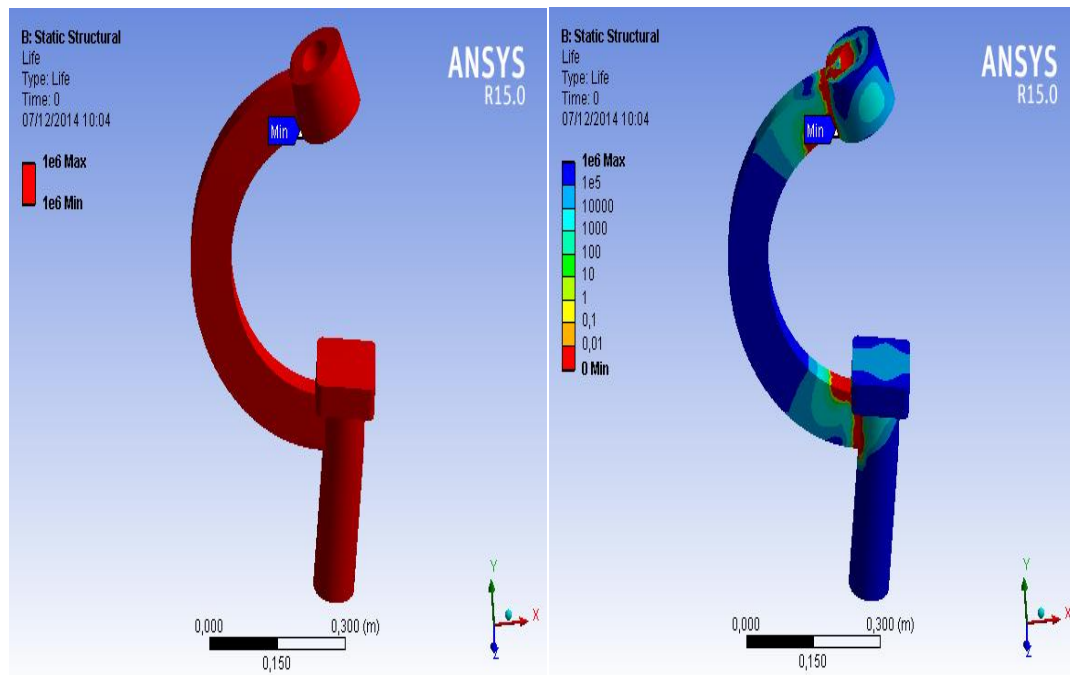 B: Static Structural
Life
Type: Life
Time: 0
07/12/2014 10:04
ANSYS
R15.0
1e6 Max
1e6 Min
Min
0,000
0,300 (m)
0,150
Y
X
Z
B: Static Structural
Life
Type: Life
Time: 0
07/12/2014 10:04
ANSYS
R15.0
1e6 Max
1e5
10000
1000
100
10
1
0,1
0,01
0 Min
Min
0,000
0,300 (m)
0,150
Y
X
Z